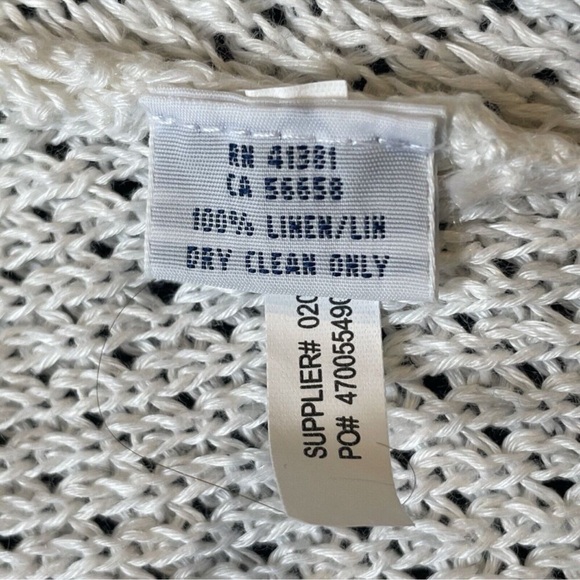 RN 41381
CA 56658
100% LINEN/LIN
DRY CLEAN ONLY
SUPPLIER# 020
PO# 470055490